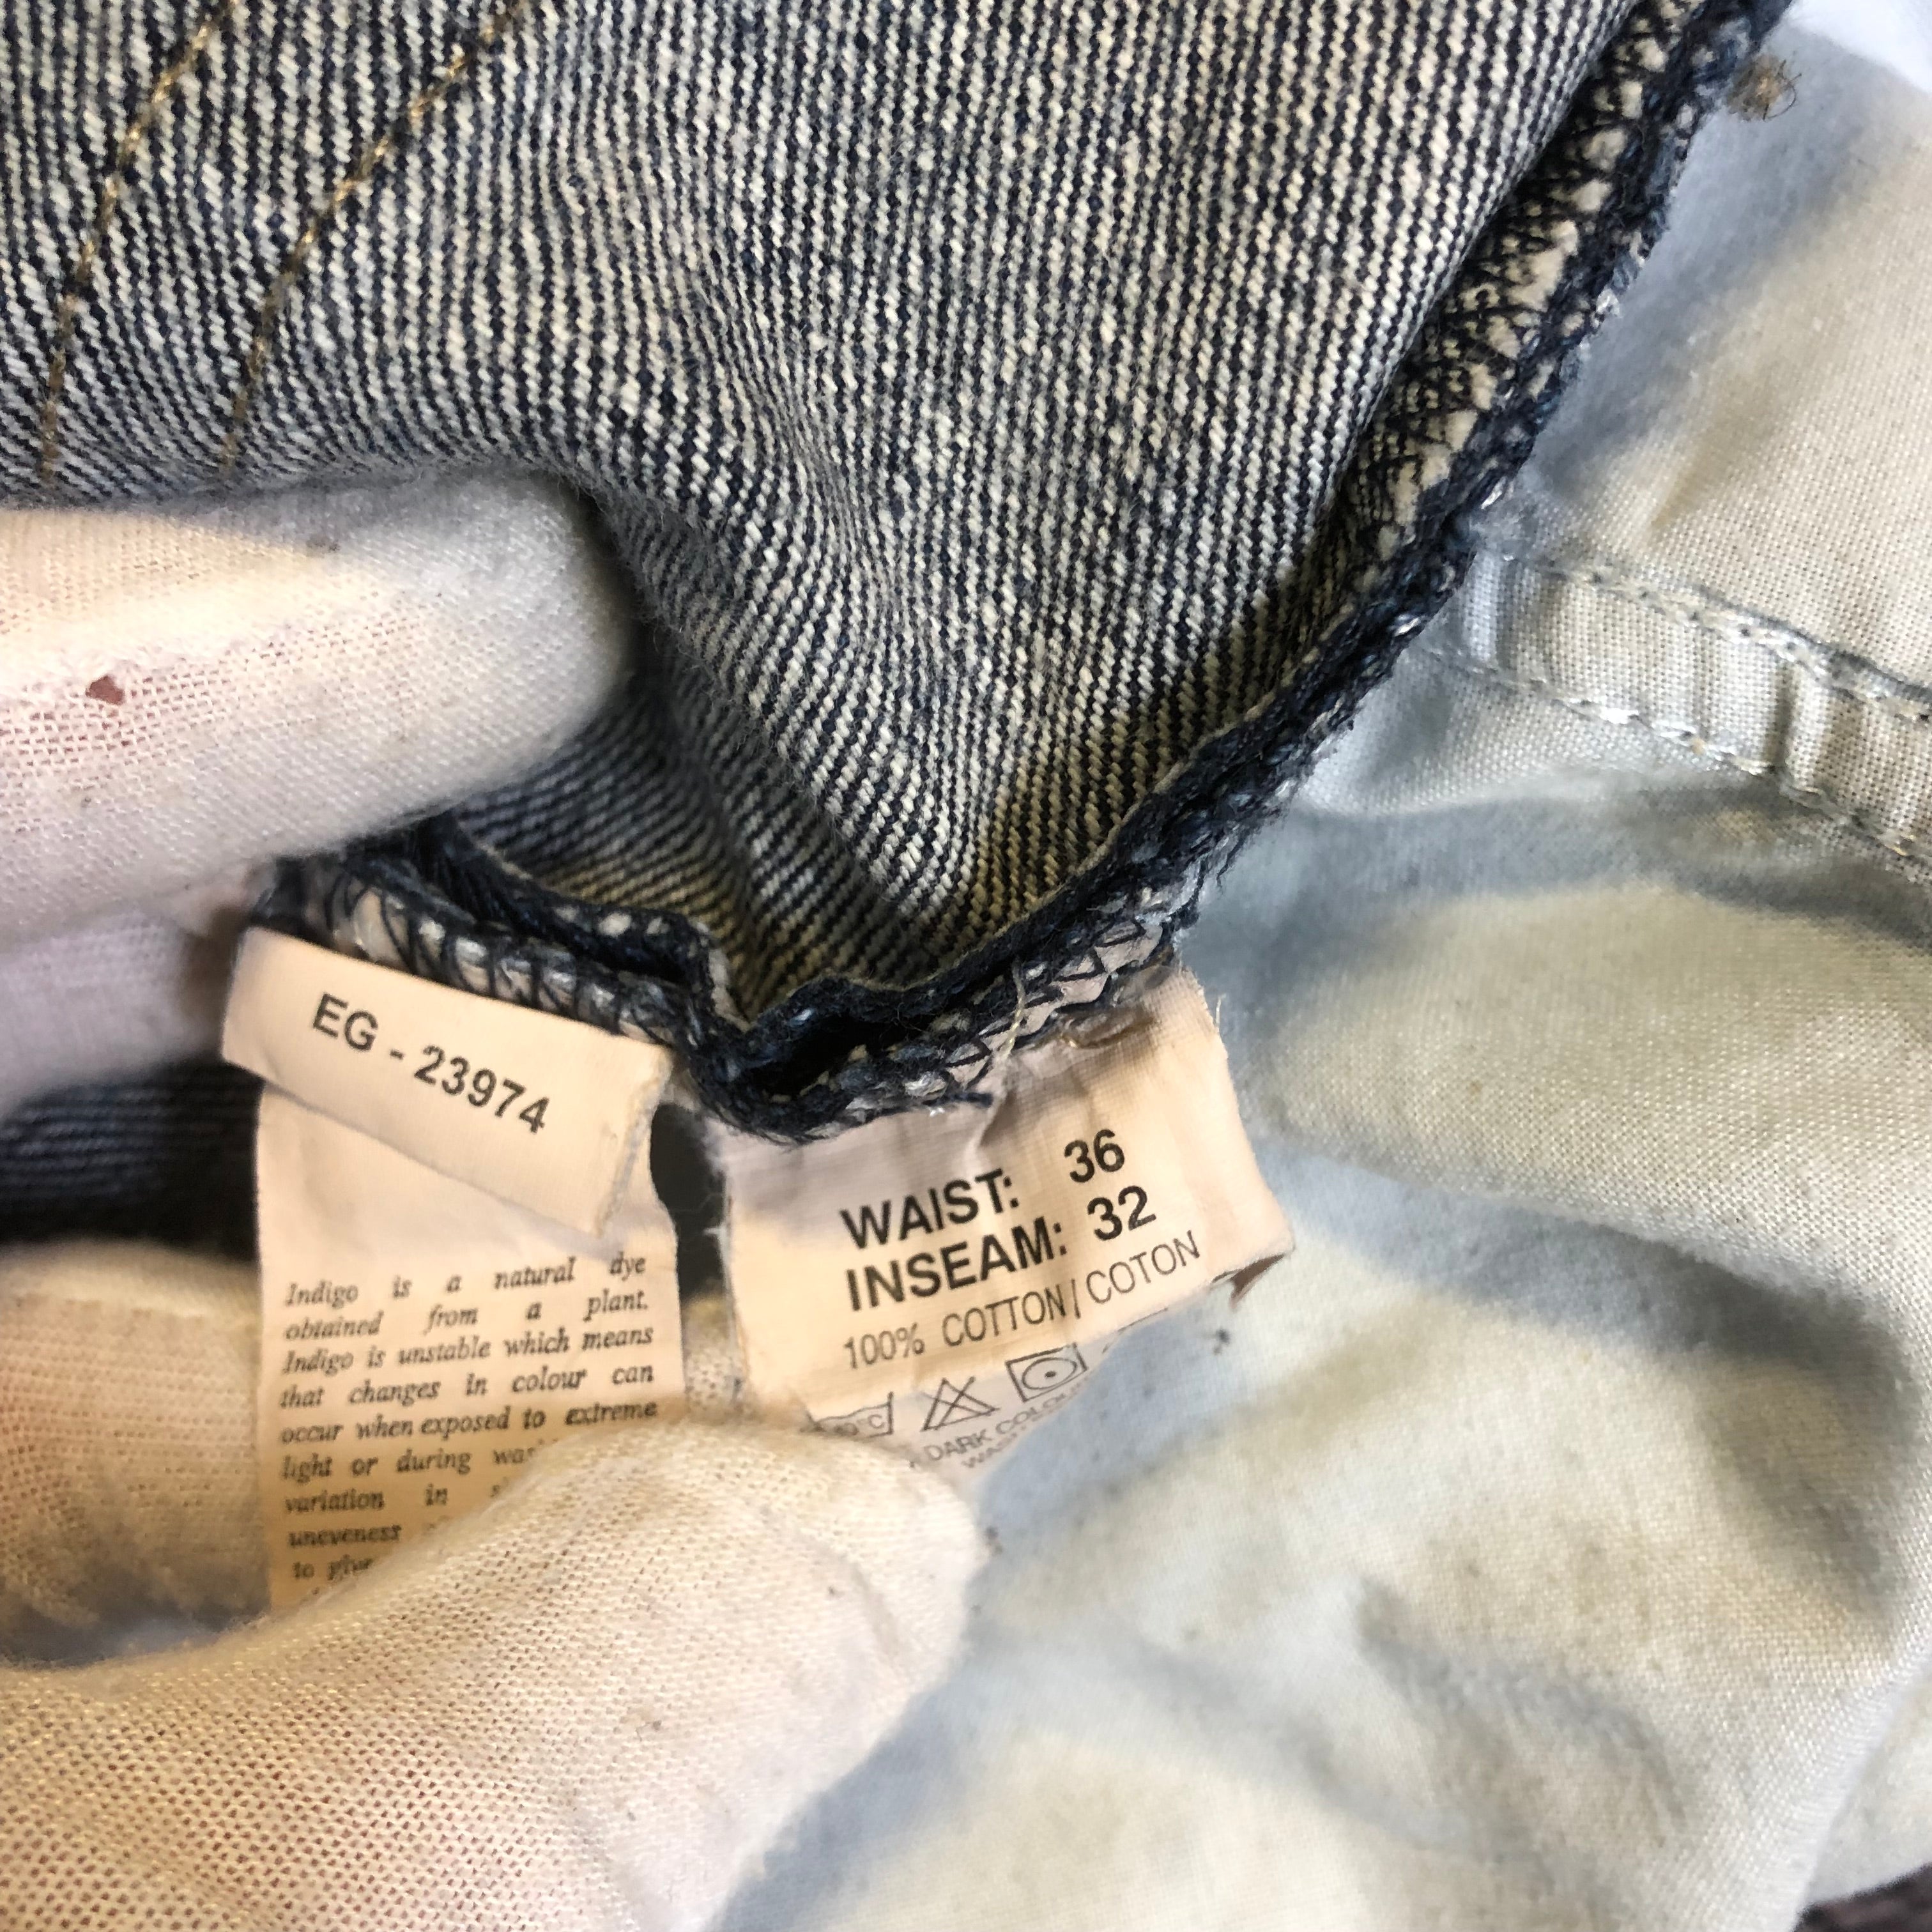 EG - 23974
Indigo is a natural dye
obtained from a plant.
Indigo is unstable which means
that changes in colour can
occur when exposed to extreme
light or during
variation in
uneveness
to give
WAIST: 36
INSEAM: 32
100% COTTON / COTON
DARK